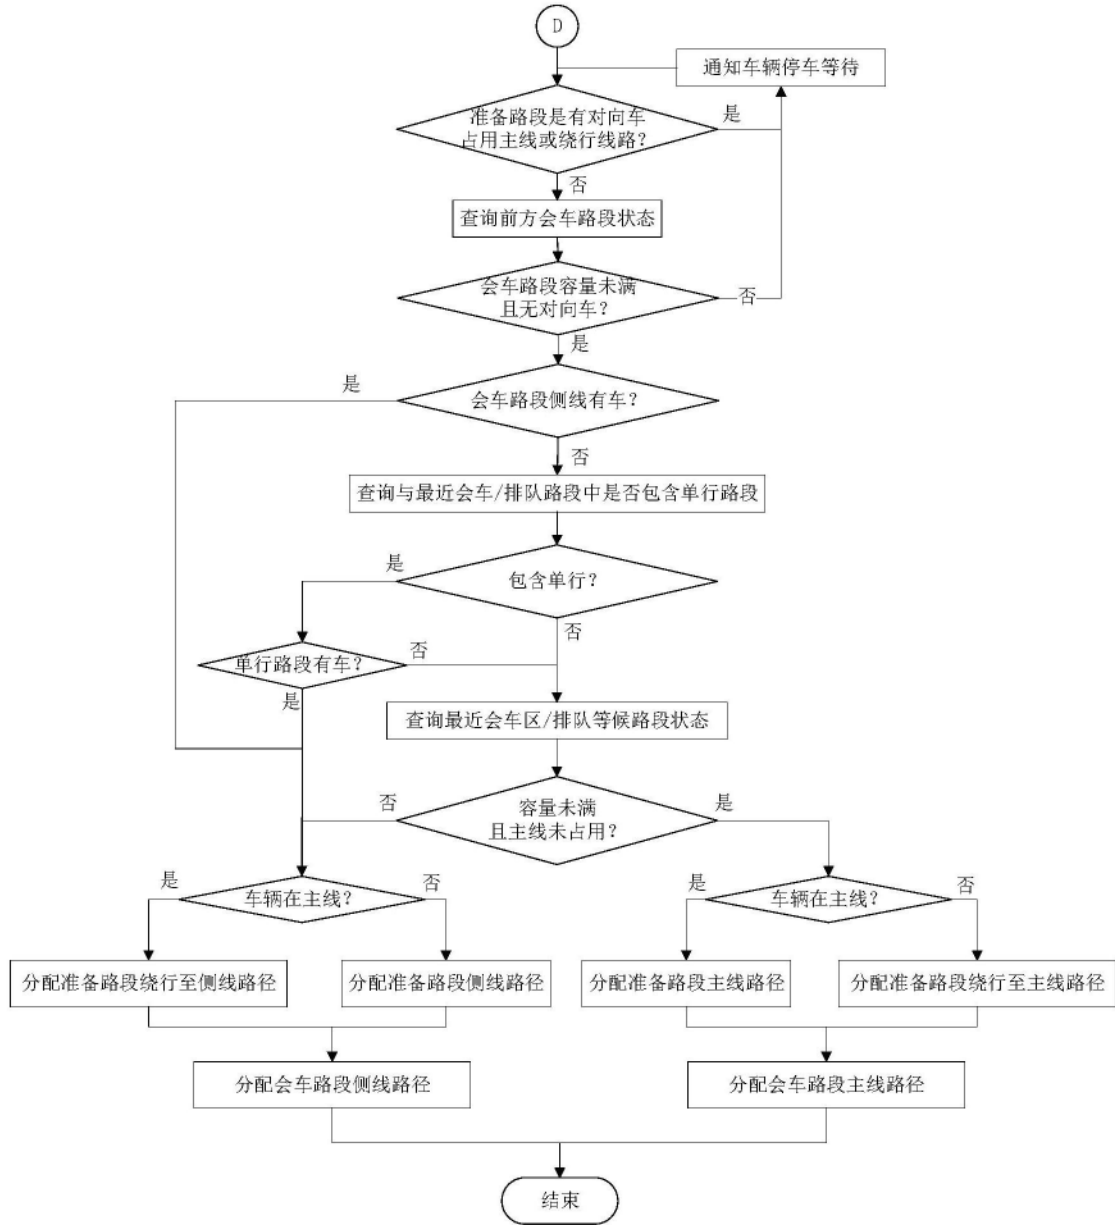 D
通知车辆停车等待
准备路段是有对向车
占用主线或绕行线路?
是
否
查询前方会车路段状态
会车路段容量未满
且无对向车?
否
是
是
会车路段侧线有车?
否
查询与最近会车/排队路段中是否包含单行路段
是
包含单行?
否
单行路段有车?
否
是
查询最近会车区/排队等候路段状态
否
容量未满
且主线未占用?
是
是
车辆在主线?
否
是
车辆在主线?
否
分配准备路段绕行至侧线路径
分配准备路段侧线路径
分配准备路段主线路径
分配准备路段绕行至主线路径
分配会车路段侧线路径
分配会车路段主线路径
结束